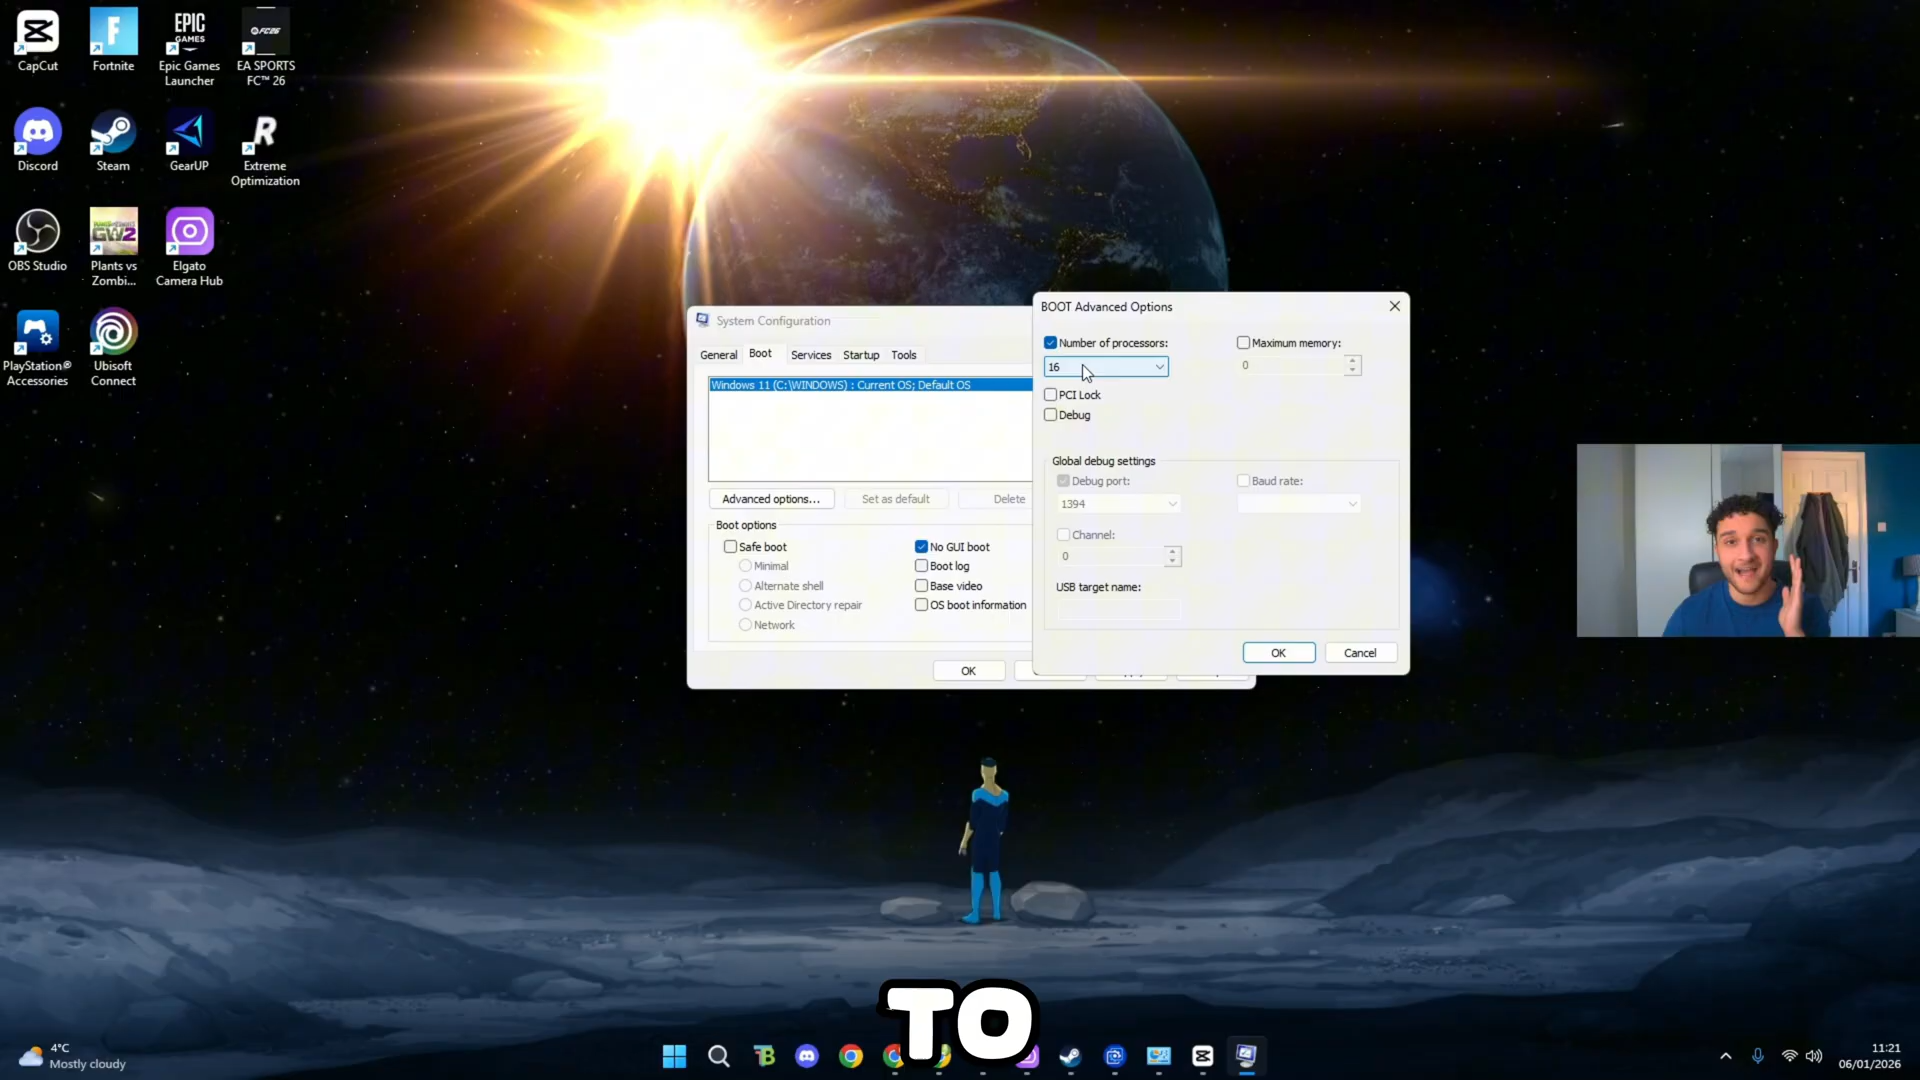 CapCut
Fortnite
EPIC
GAMES
Epic Games
Launcher
FC26
EA SPORTS
FC™ 26
Discord
Steam
GearUP
Extreme
Optimization
OBS Studio
GW2
Plants vs
Zombi...
Elgato
Camera Hub
PlayStation®
Accessories
Ubisoft
Connect
System Configuration
General
Boot
Services
Startup
Tools
Windows 11 (C:\WINDOWS) : Current OS; Default OS
Advanced options...
Set as default
Delete
Boot options
Safe boot
Minimal
Alternate shell
Active Directory repair
Network
No GUI boot
Boot log
Base video
OS boot information
OK
BOOT Advanced Options
Number of processors:
16
Maximum memory:
0
PCI Lock
Debug
Global debug settings
Debug port:
1394
Baud rate:
Channel:
0
USB target name:
OK
Cancel
TO
4°C
Mostly cloudy
11:21
06/01/2026